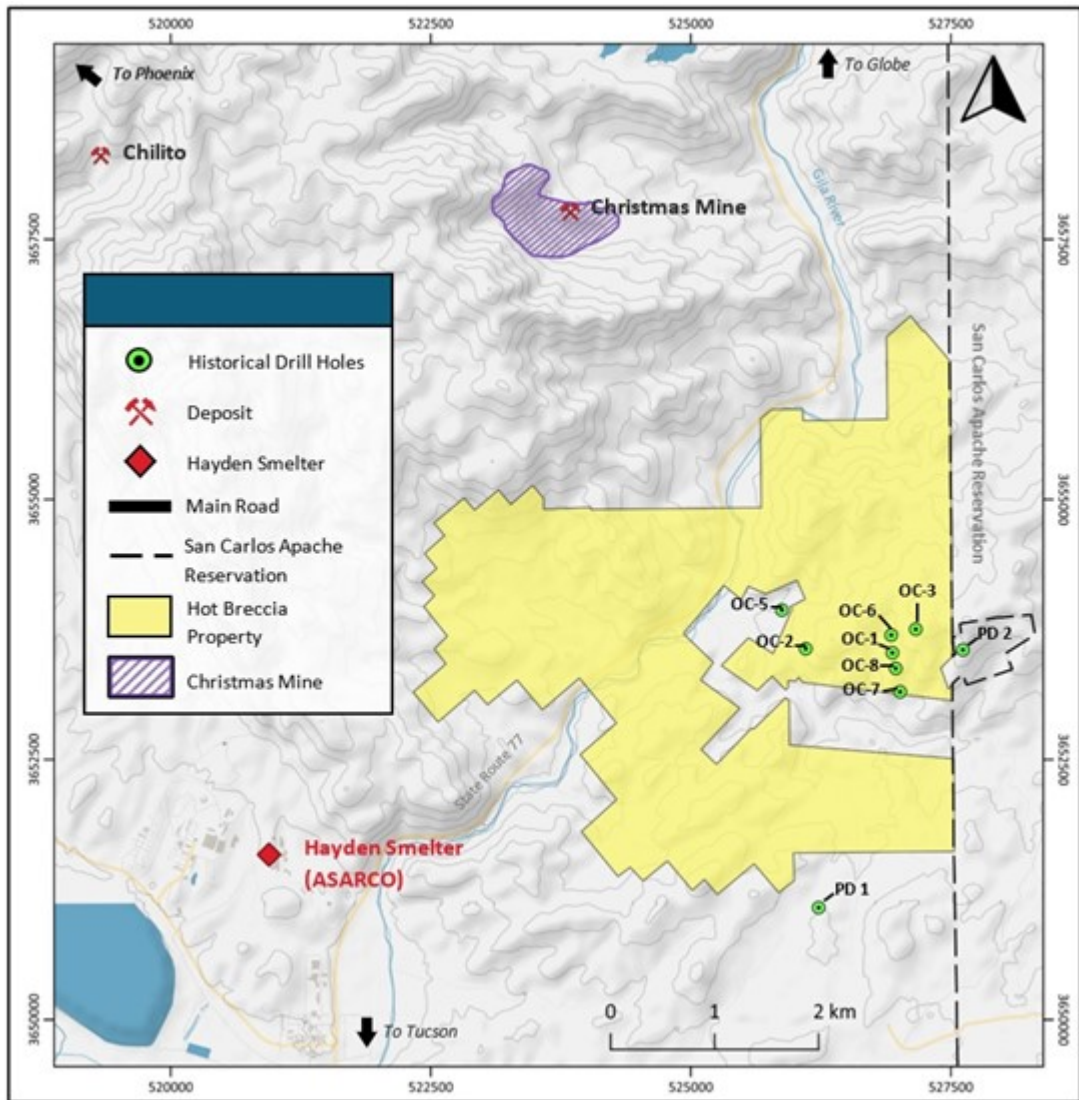 520000
522500
525000
527500
To Phoenix
To Globe
Chilito
Christmas Mine
Gila River
3657500
3657500
Historical Drill Holes
Deposit
Hayden Smelter
Main Road
San Carlos Apache
Reservation
Hot Breccia
Property
Christmas Mine
San Carlos Apache Reservation
3655000
3655000
OC-5
OC-3
OC-6
OC-2
OC-1
PD 2
OC-8
OC-7
3652500
3652500
State Route 77
Hayden Smelter
(ASARCO)
PD 1
0
1
2 km
3650000
3650000
To Tucson
520000
522500
525000
527500